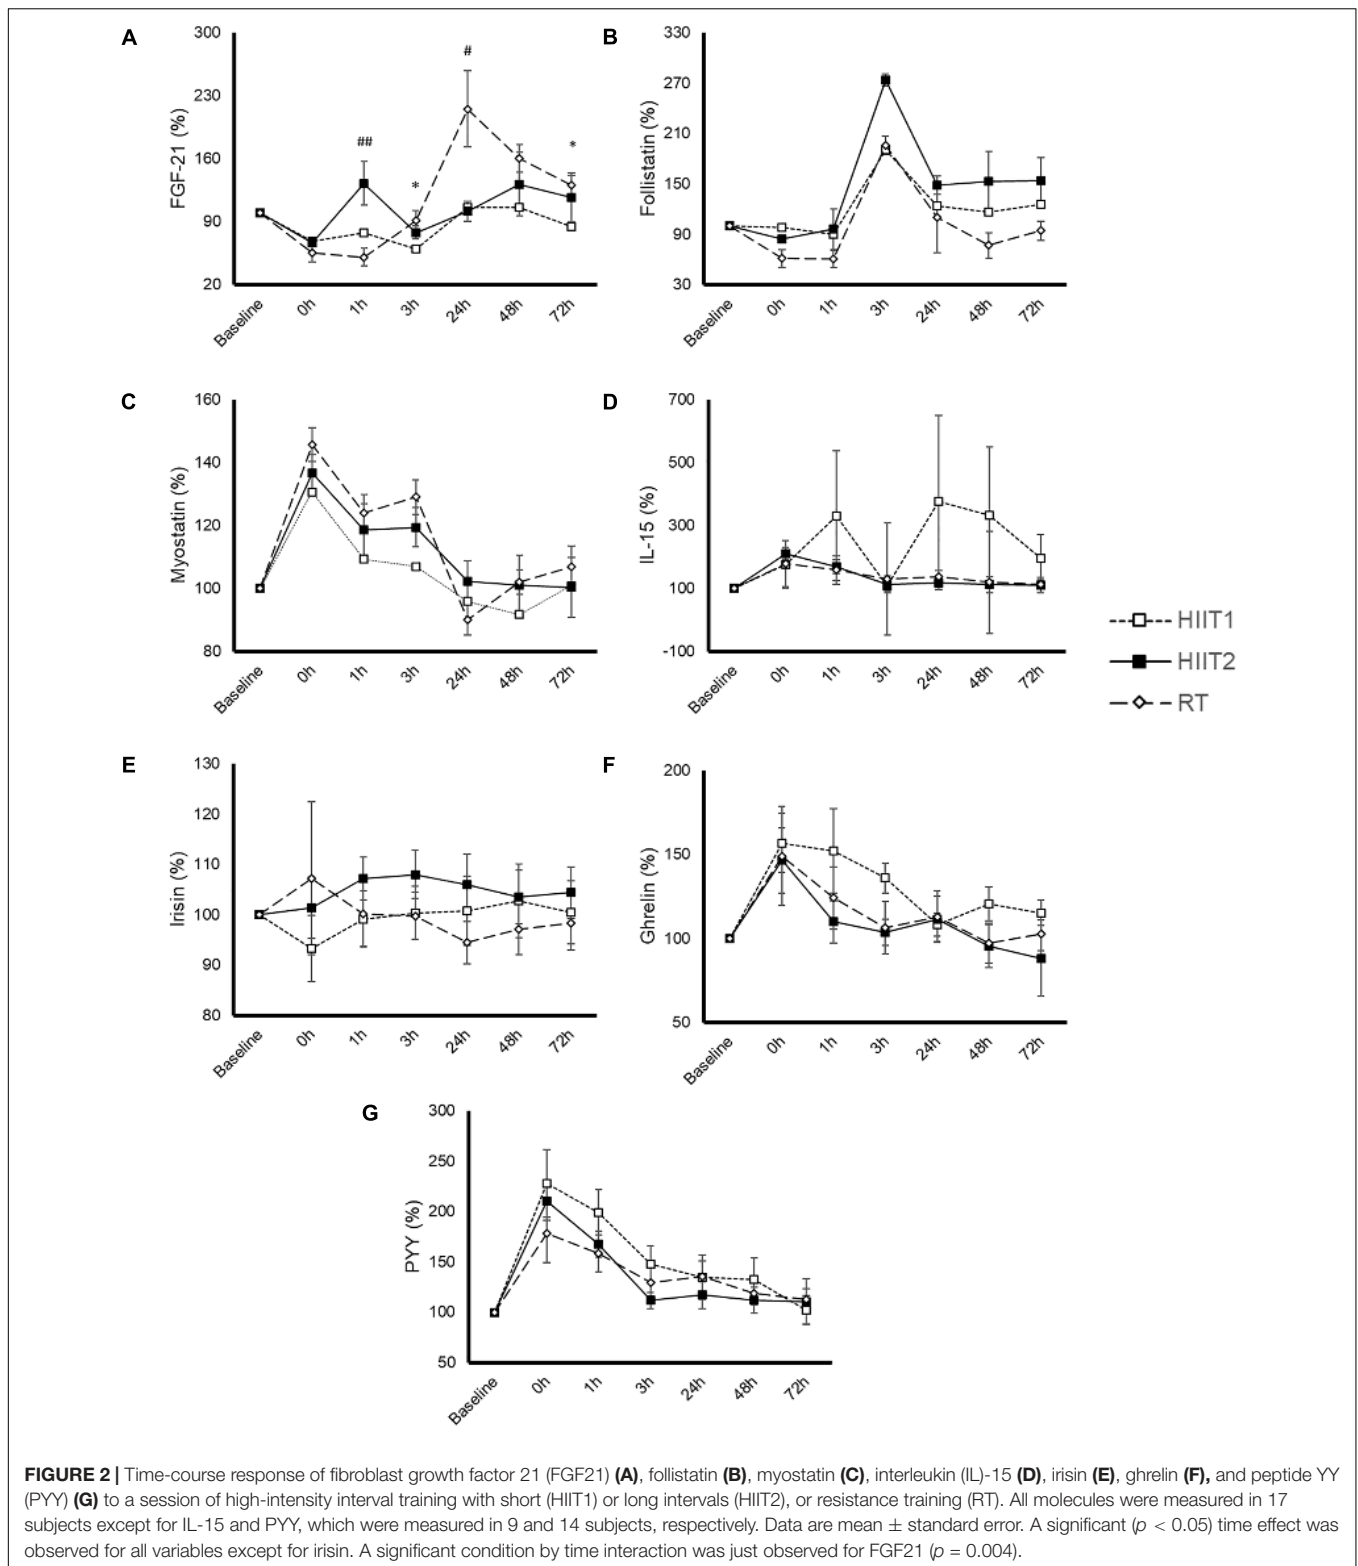 A
300
230
160
90
20
FGF-21 (%)
##
*
#
*
Baseline
0h
1h
3h
24h
48h
72h
B
330
270
210
150
90
30
Follistatin (%)
Baseline
0h
1h
3h
24h
48h
72h
C
160
140
120
100
80
Myostatin (%)
Baseline
0h
1h
3h
24h
48h
72h
D
700
500
300
100
-100
IL-15 (%)
Baseline
0h
1h
3h
24h
48h
72h
HIIT1
HIIT2
RT
E
130
120
110
100
90
80
Irisin (%)
Baseline
0h
1h
3h
24h
48h
72h
F
200
150
100
50
Ghrelin (%)
Baseline
0h
1h
3h
24h
48h
72h
G
300
250
200
150
100
50
PYY (%)
Baseline
0h
1h
3h
24h
48h
72h
FIGURE 2 | Time-course response of fibroblast growth factor 21 (FGF21) (A), follistatin (B), myostatin (C), interleukin (IL)-15 (D), irisin (E), ghrelin (F), and peptide YY
(PYY) (G) to a session of high-intensity interval training with short (HIIT1) or long intervals (HIIT2), or resistance training (RT). All molecules were measured in 17
subjects except for IL-15 and PYY, which were measured in 9 and 14 subjects, respectively. Data are mean ± standard error. A significant (p < 0.05) time effect was
observed for all variables except for irisin. A significant condition by time interaction was just observed for FGF21 (p = 0.004).